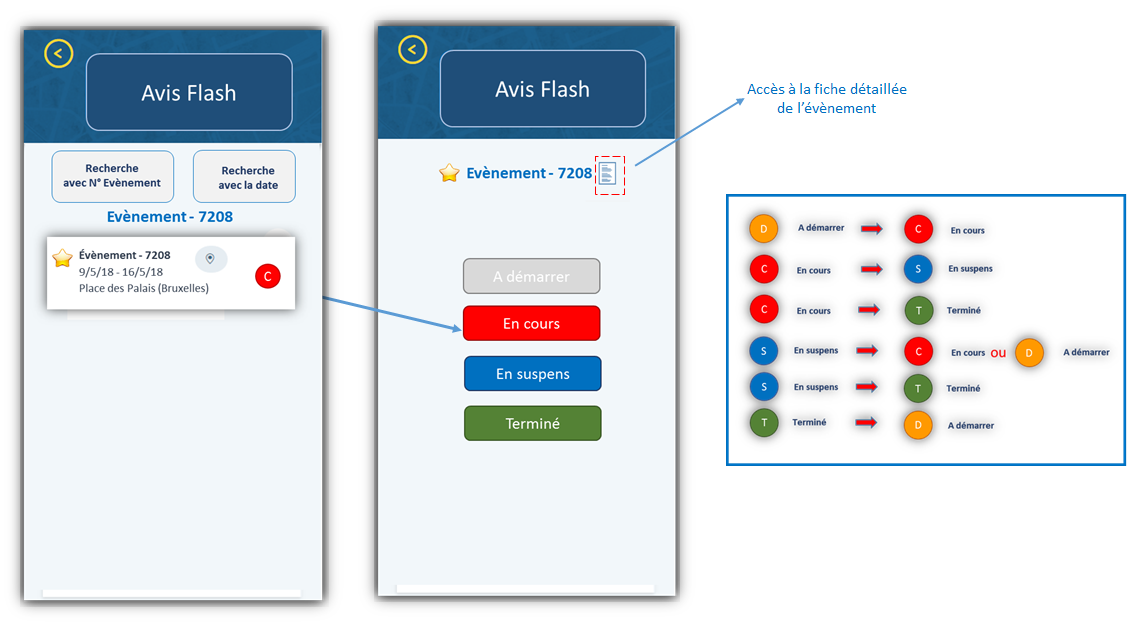 <
Avis Flash
Recherche
avec N° Evènement
Recherche
avec la date
Evènement - 7208
Évènement - 7208
9/5/18 - 16/5/18
Place des Palais (Bruxelles)
C
<
Avis Flash
Evènement - 7208
A démarrer
En cours
En suspens
Terminé
Accès à la fiche détaillée
de l'évènement
D A démarrer C En cours
C En cours S En suspens
C En cours T Terminé
S En suspens C En cours ou D A démarrer
S En suspens T Terminé
T Terminé D A démarrer